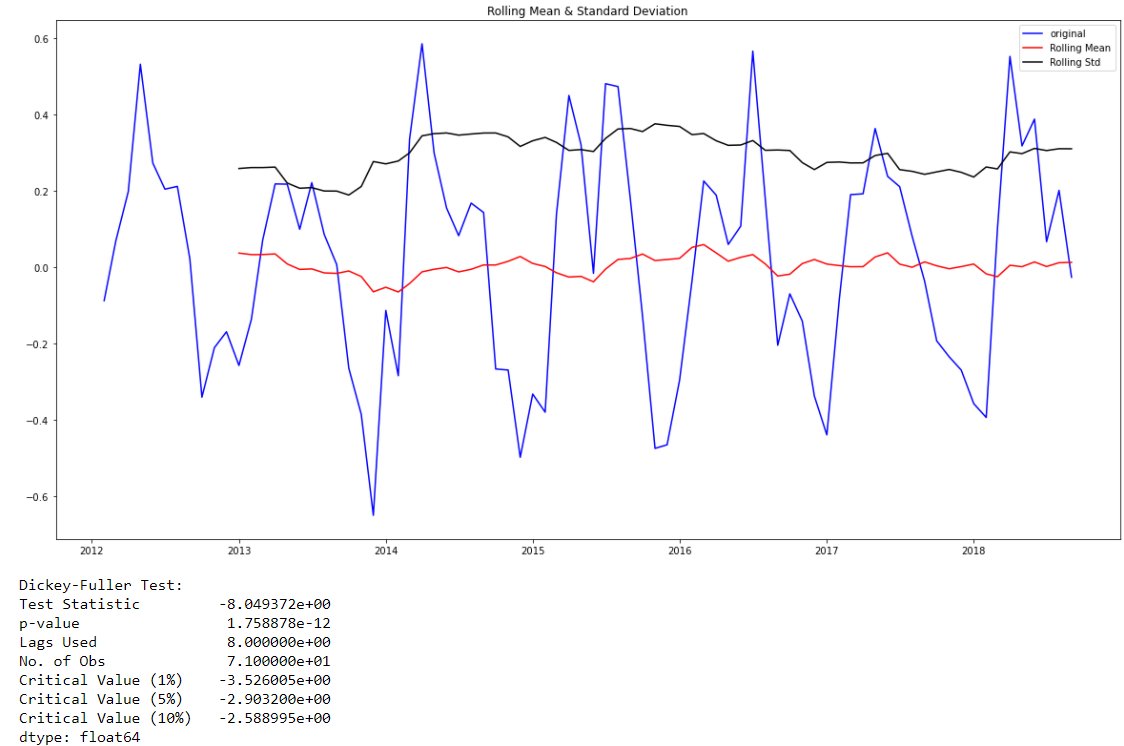 Rolling Mean & Standard Deviation
original
Rolling Mean
Rolling Std
0.6
0.4
0.2
0.0
−0.2
−0.4
−0.6
2012 2013 2014 2015 2016 2017 2018
Dickey-Fuller Test:
Test Statistic -8.049372e+00
p-value 1.758878e-12
Lags Used 8.000000e+00
No. of Obs 7.100000e+01
Critical Value (1%) -3.526005e+00
Critical Value (5%) -2.903200e+00
Critical Value (10%) -2.588995e+00
dtype: float64